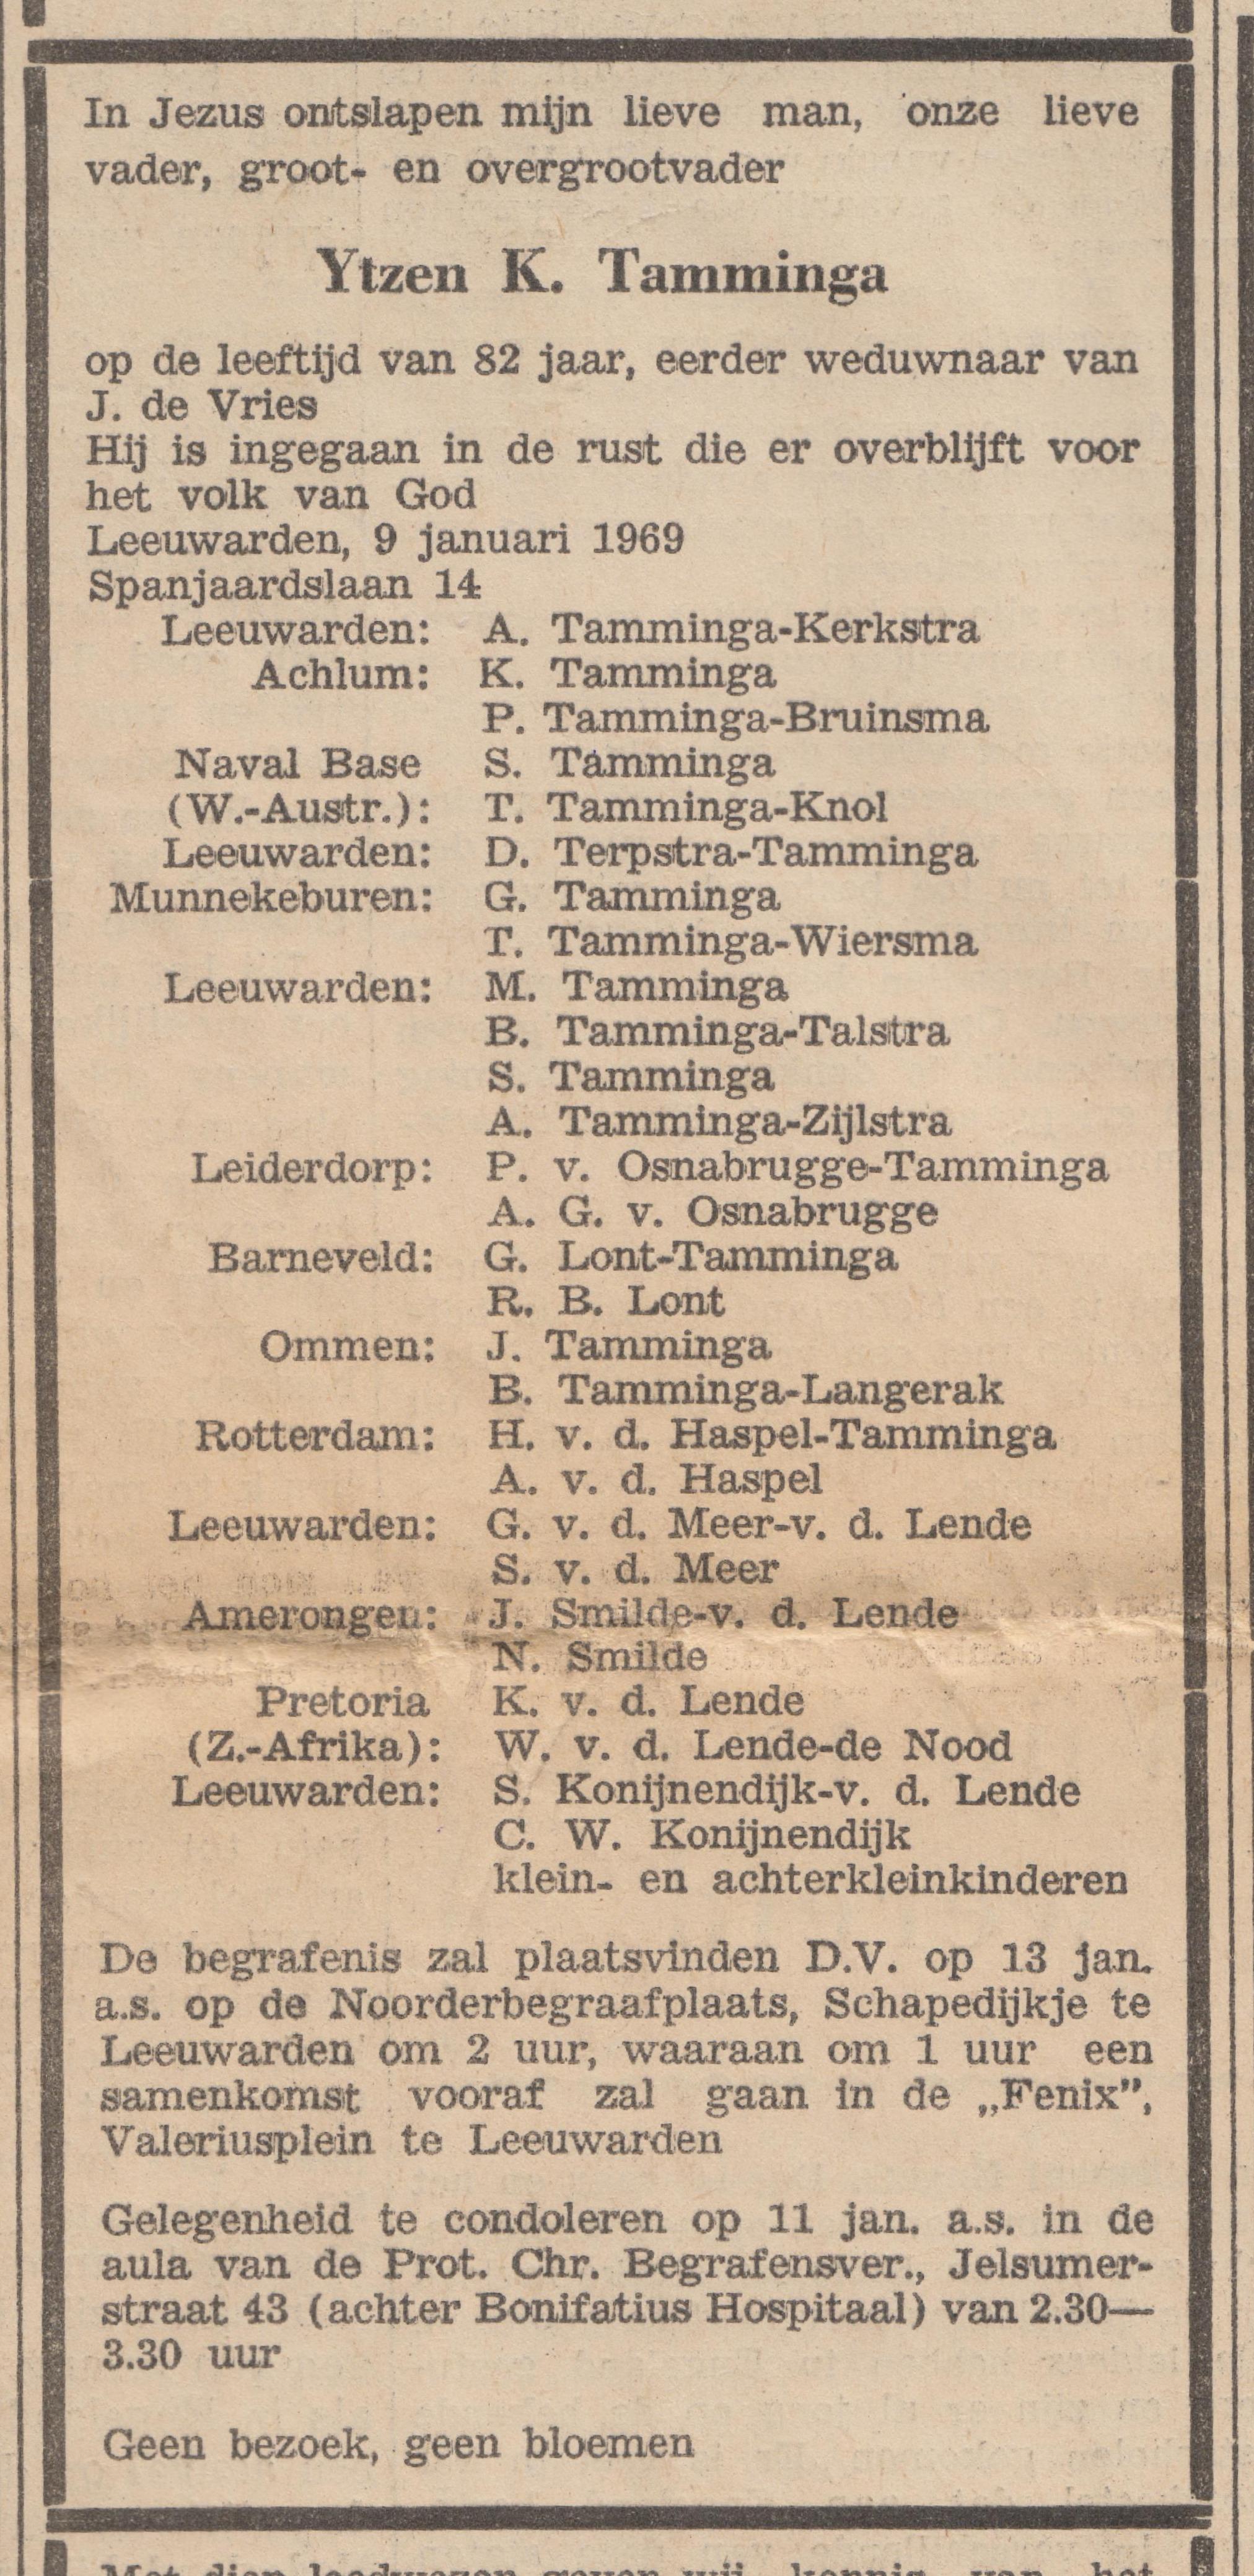 In Jezus ontslapen mijn lieve man, onze lieve
vader, groot- en overgrootvader
Ytzen K. Tamminga
op de leeftijd van 82 jaar, eerder weduwnaar van
J. de Vries
Hij is ingegaan in de rust die er overblijft voor
het volk van God
Leeuwarden, 9 januari 1969
Spanjaardslaan 14
Leeuwarden: A. Tamminga-Kerkstra
Achlum: K. Tamminga
P. Tamminga-Bruinsma
Naval Base S. Tamminga
(W.-Austr.): T. Tamminga-Knol
Leeuwarden: D. Terpstra-Tamminga
Munnekeburen: G. Tamminga
T. Tamminga-Wiersma
Leeuwarden: M. Tamminga
B. Tamminga-Talstra
S. Tamminga
A. Tamminga-Zijlstra
Leiderdorp: P. v. Osnabrugge-Tamminga
A. G. v. Osnabrugge
Barneveld: G. Lont-Tamminga
R. B. Lont
Ommen: J. Tamminga
B. Tamminga-Langerak
Rotterdam: H. v. d. Haspel-Tamminga
A. v. d. Haspel
Leeuwarden: G. v. d. Meer-v. d. Lende
S. v. d. Meer
Amerongen: J. Smilde-v. d. Lende
N. Smilde
Pretoria K. v. d. Lende
(Z.-Afrika): W. v. d. Lende-de Nood
Leeuwarden: S. Konijnendijk-v. d. Lende
C. W. Konijnendijk
klein- en achterkleinkinderen
De begrafenis zal plaatsvinden D.V. op 13 jan.
a.s. op de Noorderbegraafplaats, Schapedijkje te
Leeuwarden om 2 uur, waaraan om 1 uur een
samenkomst vooraf zal gaan in de „Fenix”,
Valeriusplein te Leeuwarden
Gelegenheid te condoleren op 11 jan. a.s. in de
aula van de Prot. Chr. Begrafensver., Jelsumer-
straat 43 (achter Bonifatius Hospitaal) van 2.30—
3.30 uur
Geen bezoek, geen bloemen
Met diep leedwezen geven wij kennis van het